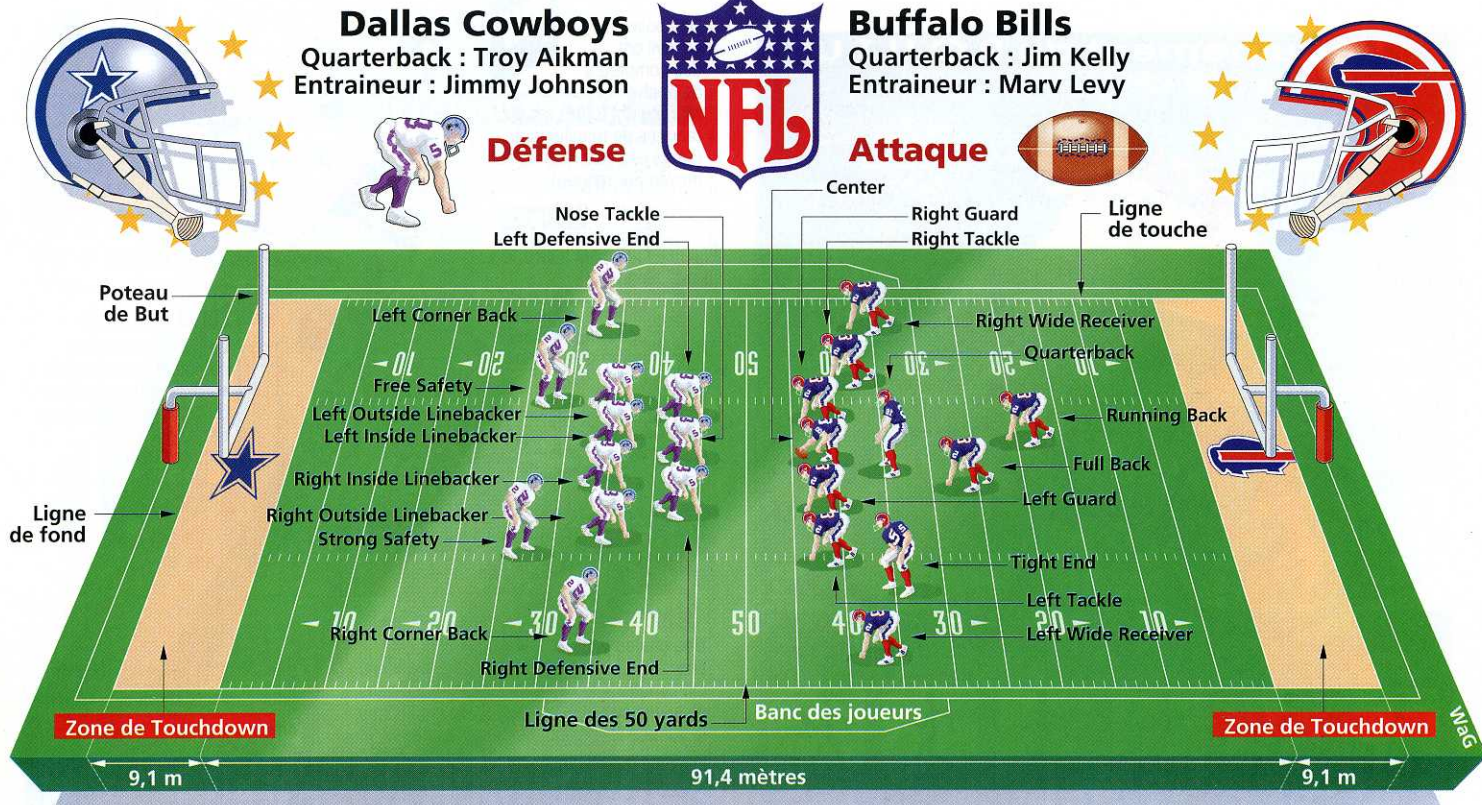 Dallas Cowboys
Quarterback : Troy Aikman
Entraineur : Jimmy Johnson
NFL
Buffalo Bills
Quarterback : Jim Kelly
Entraineur : Marv Levy
Défense
Attaque
Center
Nose Tackle
Left Defensive End
Right Guard
Right Tackle
Ligne
de touche
Poteau
de But
Left Corner Back
Right Wide Receiver
Quarterback
10 20 30 40 50 40 30 20 10
Free Safety
Left Outside Linebacker
Left Inside Linebacker
Running Back
Right Inside Linebacker
Full Back
Left Guard
Ligne
de fond
Right Outside Linebacker
Strong Safety
Tight End
Left Tackle
10 20 30 40 50 40 30 20 10
Right Corner Back
Left Wide Receiver
Right Defensive End
Zone de Touchdown
Ligne des 50 yards
Banc des joueurs
Zone de Touchdown
WaG
9,1 m
91,4 mètres
9,1 m